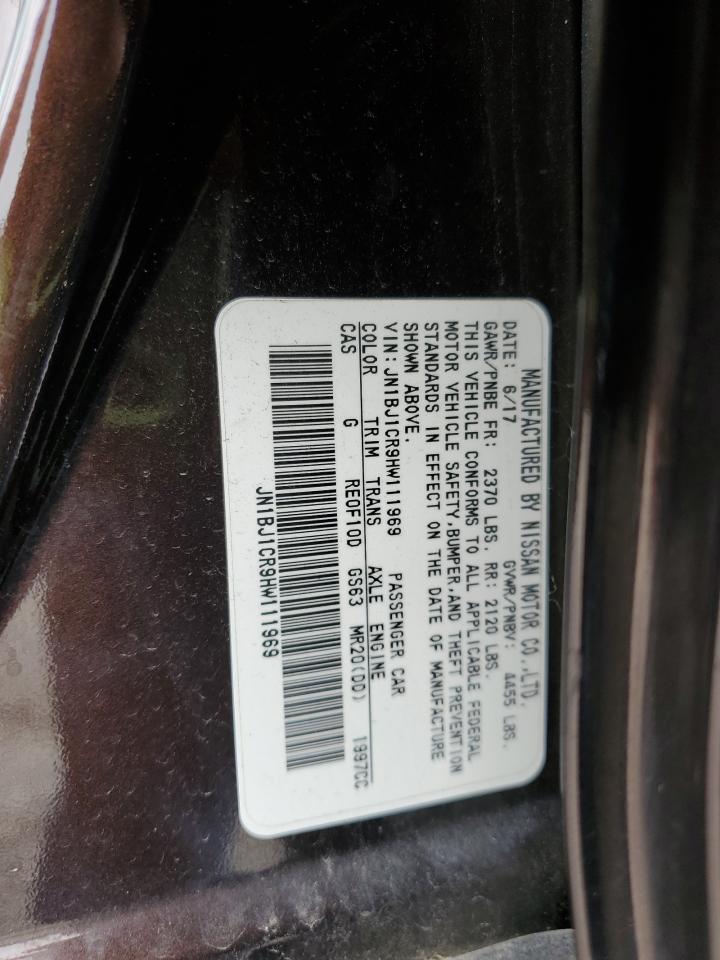 MANUFACTURED BY NISSAN MOTOR CO.,LTD.
DATE: 6/17 GVWR/PNBV: 4455 LBS.
GAWR/PNBE FR: 2370 LBS. RR: 2120 LBS.
THIS VEHICLE CONFORMS TO ALL APPLICABLE FEDERAL
MOTOR VEHICLE SAFETY,BUMPER,AND THEFT PREVENTION
STANDARDS IN EFFECT ON THE DATE OF MANUFACTURE
SHOWN ABOVE.
VIN:JN1BJ1CR9HW111969 PASSENGER CAR
COLOR TRIM TRANS AXLE ENGINE
CAS G RE0F10D GS63 MR20(DD) 1997CC
JN1BJ1CR9HW111969